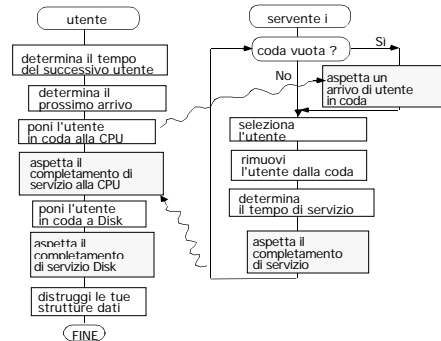 utente
determina il tempo
del successivo utente
determina il
prossimo arrivo
poni l'utente
in coda alla CPU
aspetta il
completamento di
servizio alla CPU
poni l'utente
in coda a Disk
aspetta il
completamento
di servizio Disk
distruggi le tue
strutture dati
FINE
servente i
coda vuota ?
Sì
No
aspetta un
arrivo di utente
in coda
seleziona
l'utente
rimuovi
l'utente dalla coda
determina
il tempo di servizio
aspetta il
completamento
di servizio